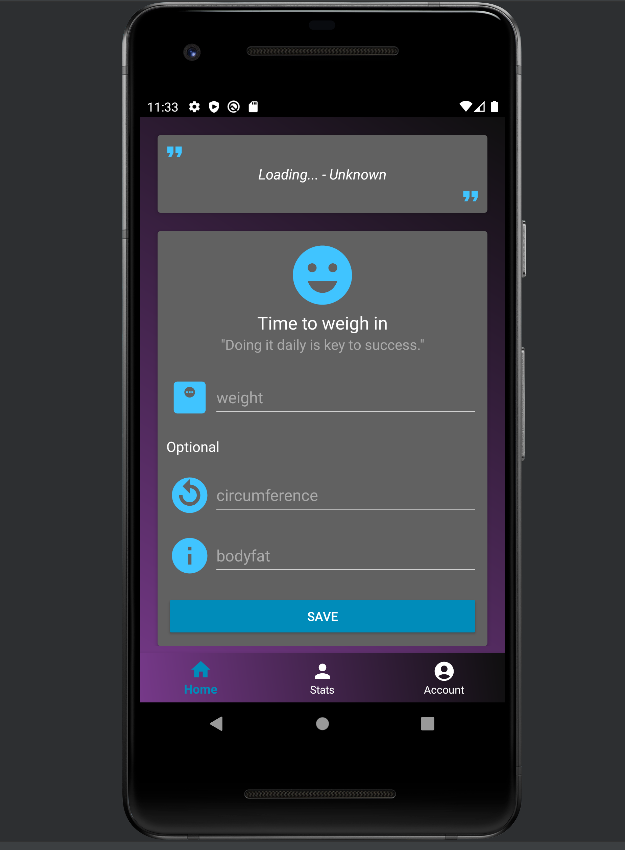 11:33
Loading... - Unknown
Time to weigh in
"Doing it daily is key to success."
weight
Optional
circumference
bodyfat
SAVE
Home
Stats
Account